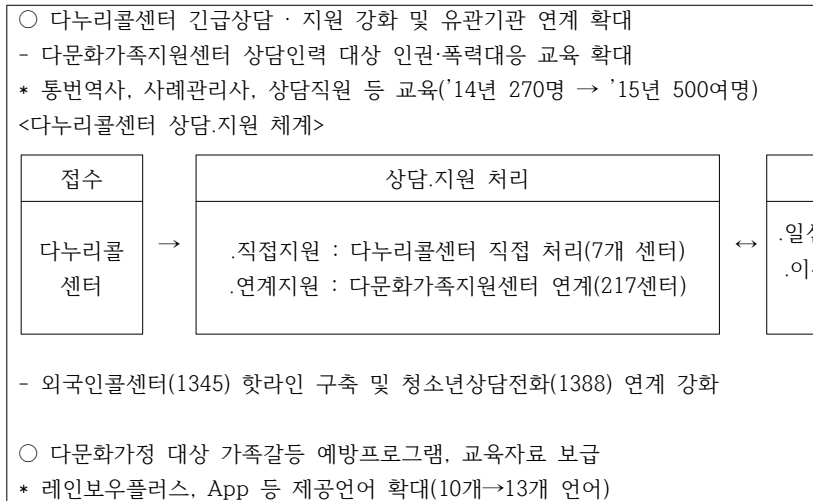 ○ 다누리콜센터 긴급상담 · 지원 강화 및 유관기관 연계 확대
- 다문화가족지원센터 상담인력 대상 인권·폭력대응 교육 확대
* 통번역사, 사례관리사, 상담직원 등 교육('14년 270명 → '15년 500여명)
<다누리콜센터 상담.지원 체계>
접수
상담.지원 처리
다누리콜
센터
→
.직접지원 : 다누리콜센터 직접 처리(7개 센터)
.연계지원 : 다문화가족지원센터 연계(217센터)
↔
- 외국인콜센터(1345) 핫라인 구축 및 청소년상담전화(1388) 연계 강화
○ 다문화가정 대상 가족갈등 예방프로그램, 교육자료 보급
* 레인보우플러스, App 등 제공언어 확대(10개→13개 언어)